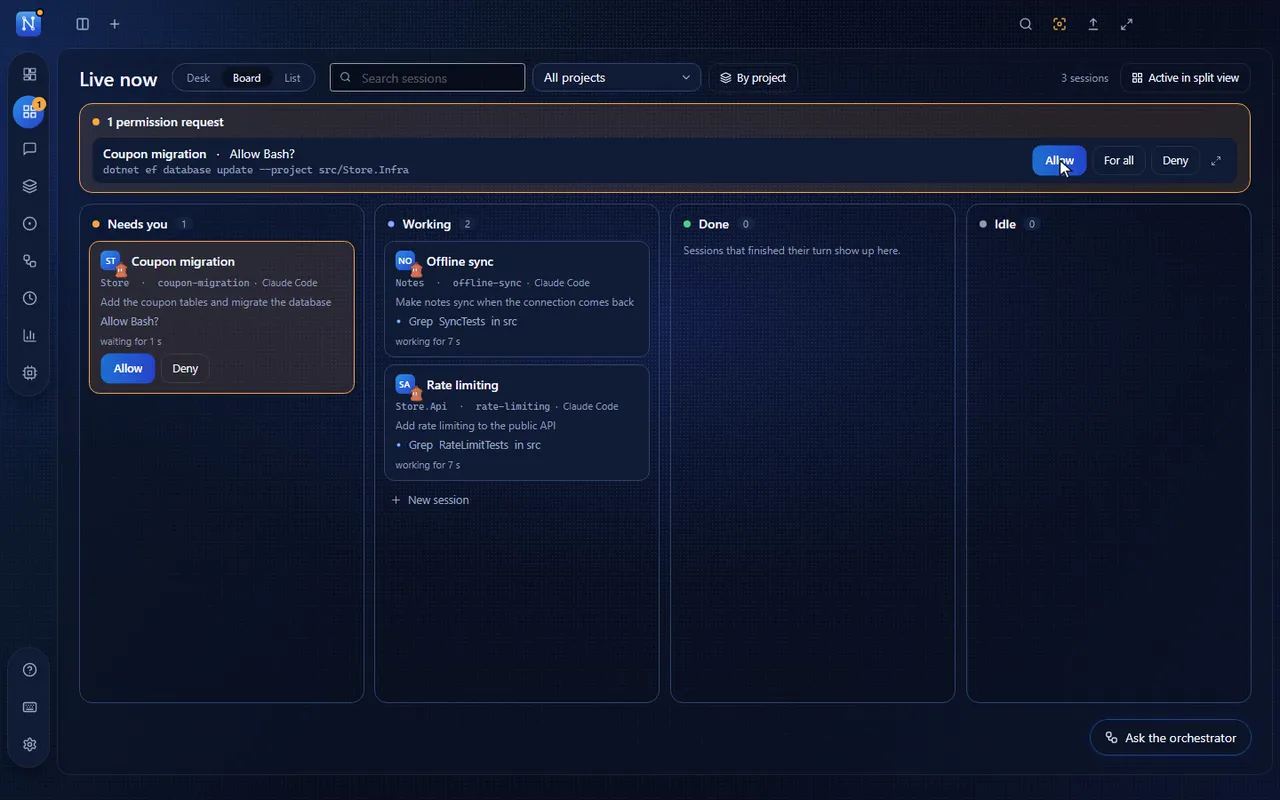 N
Live now
Desk Board List
Search sessions
All projects
By project
3 sessions
Active in split view
1
1 permission request
Coupon migration · Allow Bash?
dotnet ef database update --project src/Store.Infra
Allow
For all
Deny
Needs you 1
ST
Coupon migration
Store · coupon-migration · Claude Code
Add the coupon tables and migrate the database
Allow Bash?
waiting for 1 s
Allow
Deny
Working 2
NO
Offline sync
Notes · offline-sync · Claude Code
Make notes sync when the connection comes back
• Grep SyncTests in src
working for 7 s
SA
Rate limiting
Store.Api · rate-limiting · Claude Code
Add rate limiting to the public API
• Grep RateLimitTests in src
working for 7 s
+ New session
Done 0
Sessions that finished their turn show up here.
Idle 0
Ask the orchestrator